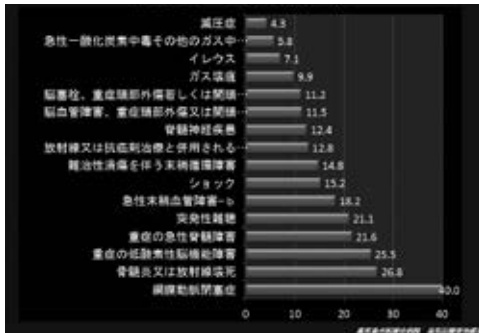 減圧症 4.3
急性一酸化炭素中毒その他のガス中… 5.8
イレウス 7.1
ガス壊疽 9.9
脳塞栓、重症頭部外傷若しくは開頭… 11.2
脳血管障害、重症頭部外傷又は開頭… 11.5
脊髄神経疾患 12.4
放射線又は抗癌剤治療と併用される… 12.8
難治性潰瘍を伴う末梢循環障害 14.8
ショック 15.2
急性末梢血管障害-b 18.2
突発性難聴 21.1
重症の急性脊髄障害 21.6
重症の低酸素性脳機能障害 25.5
骨髄炎又は放射線壊死 26.8
網膜動脈閉塞症 40.0
0 10 20 30 40